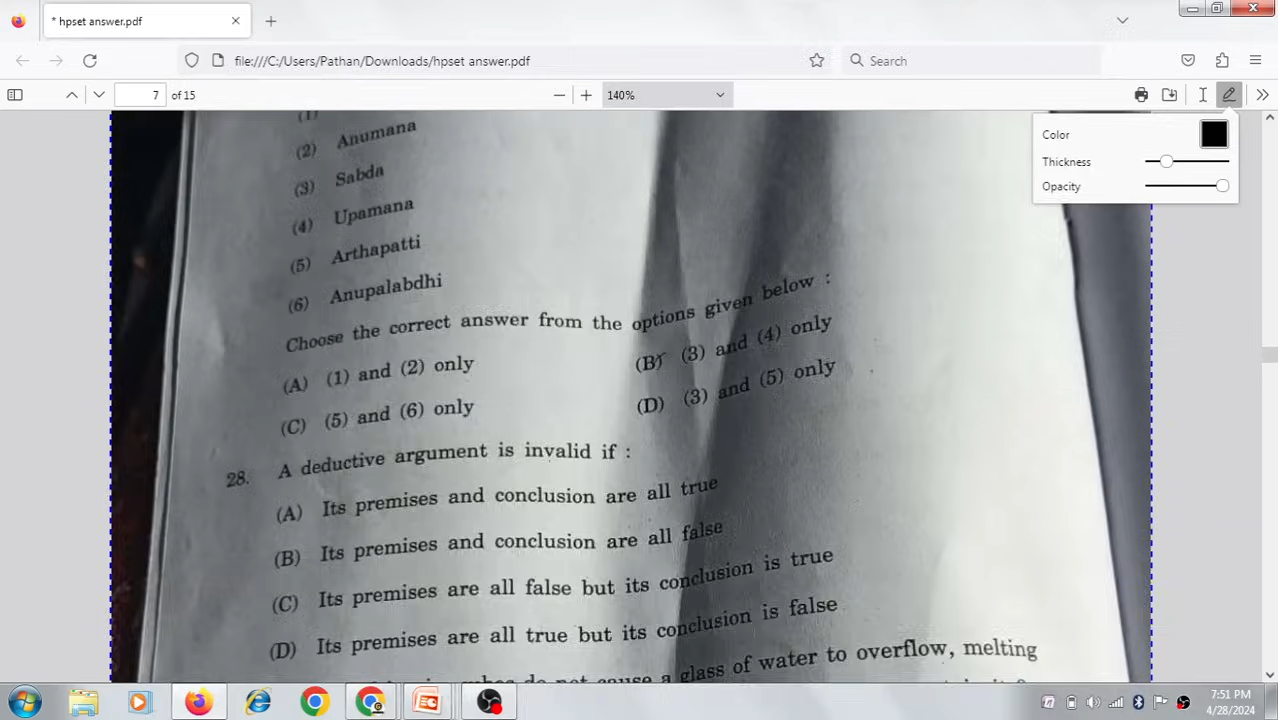 * hpset answer.pdf
file:///C:/Users/Pathan/Downloads/hpset answer.pdf
Search
7 of 15
140%
Color
Thickness
Opacity
(1)
(2) Anumana
(3) Sabda
(4) Upamana
(5) Arthapatti
(6) Anupalabdhi
Choose the correct answer from the options given below :
(A) (1) and (2) only
(B) (3) and (4) only
(C) (5) and (6) only
(D) (3) and (5) only
28. A deductive argument is invalid if :
(A) Its premises and conclusion are all true
(B) Its premises and conclusion are all false
(C) Its premises are all false but its conclusion is true
(D) Its premises are all true but its conclusion is false
do not cause a glass of water to overflow, melting
7:51 PM
4/28/2024